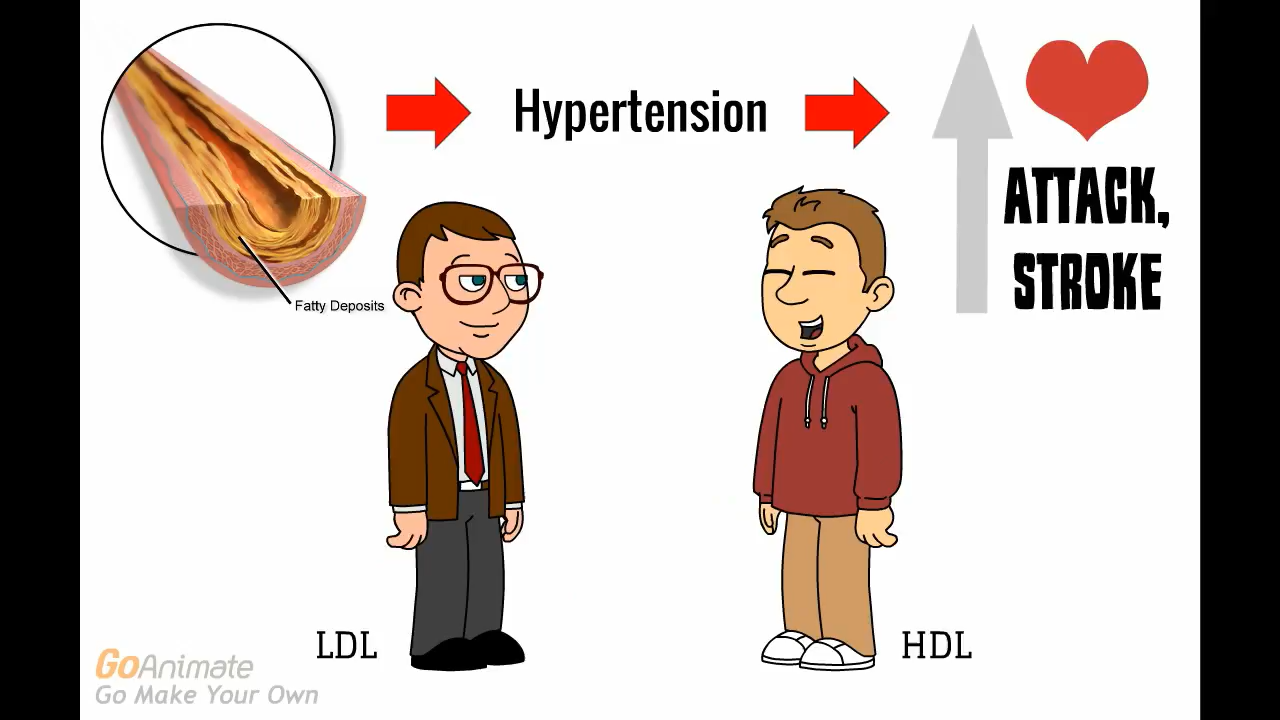 Hypertension
ATTACK,
STROKE
Fatty Deposits
LDL
HDL
GoAnimate
Go Make Your Own